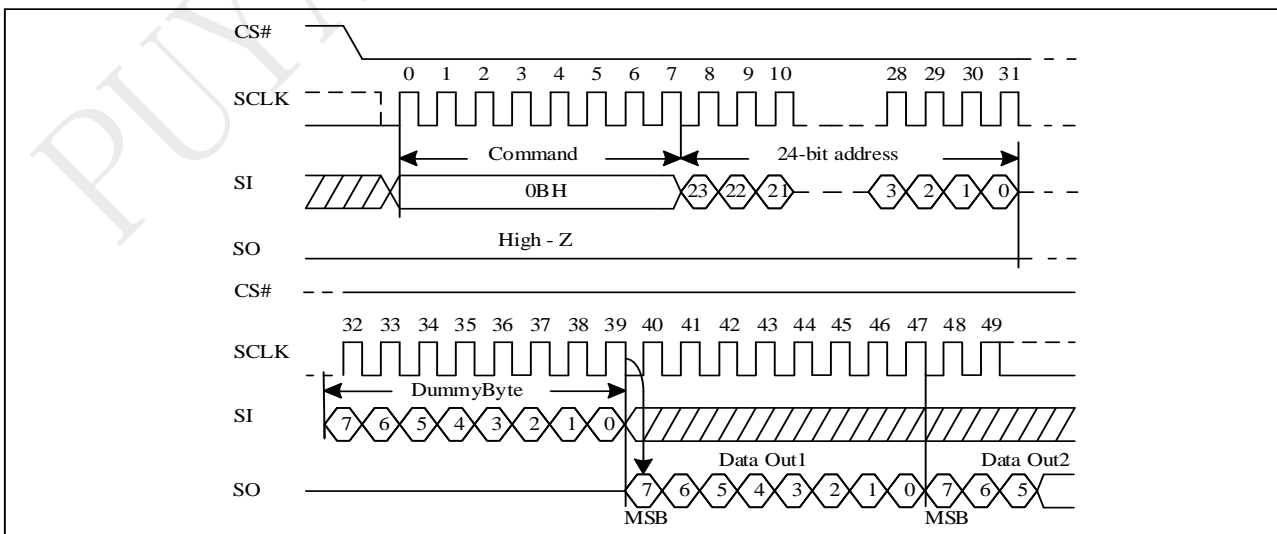 PUYA
CS#
0 1 2 3 4 5 6 7 8 9 10 28 29 30 31
SCLK
Command 24-bit address
SI 0BH 23 22 21 3 2 1 0
High - Z
SO
CS#
32 33 34 35 36 37 38 39 40 41 42 43 44 45 46 47 48 49
SCLK
DummyByte
SI 7 6 5 4 3 2 1 0
Data Out1 Data Out2
SO 7 6 5 4 3 2 1 0 7 6 5
MSB MSB